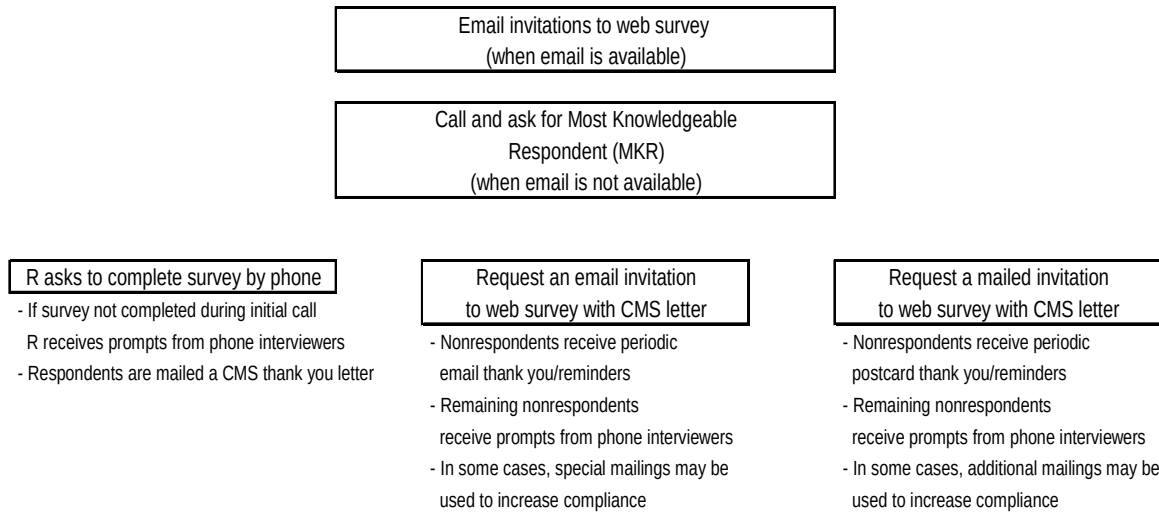 Email invitations to web survey
(when email is available)
Call and ask for Most Knowledgeable
Respondent (MKR)
(when email is not available)
R asks to complete survey by phone
- If survey not completed during initial call
R receives prompts from phone interviewers
- Respondents are mailed a CMS thank you letter
Request an email invitation
to web survey with CMS letter
- Nonrespondents receive periodic
email thank you/reminders
- Remaining nonrespondents
receive prompts from phone interviewers
- In some cases, special mailings may be
used to increase compliance
Request a mailed invitation
to web survey with CMS letter
- Nonrespondents receive periodic
postcard thank you/reminders
- Remaining nonrespondents
receive prompts from phone interviewers
- In some cases, additional mailings may be
used to increase compliance